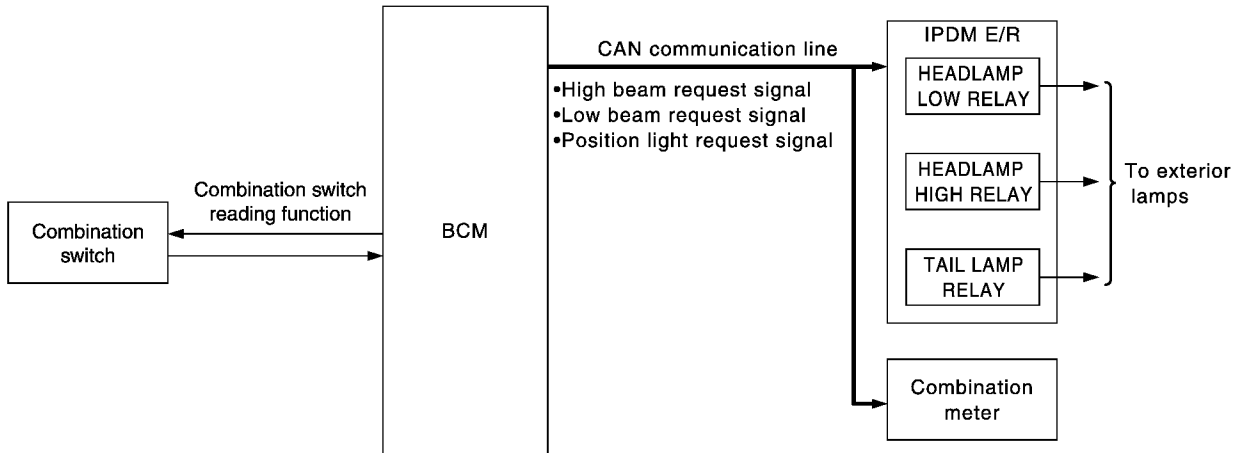 Combination
switch
Combination switch
reading function
BCM
CAN communication line
•High beam request signal
•Low beam request signal
•Position light request signal
IPDM E/R
HEADLAMP
LOW RELAY
HEADLAMP
HIGH RELAY
TAIL LAMP
RELAY
To exterior
lamps
Combination
meter